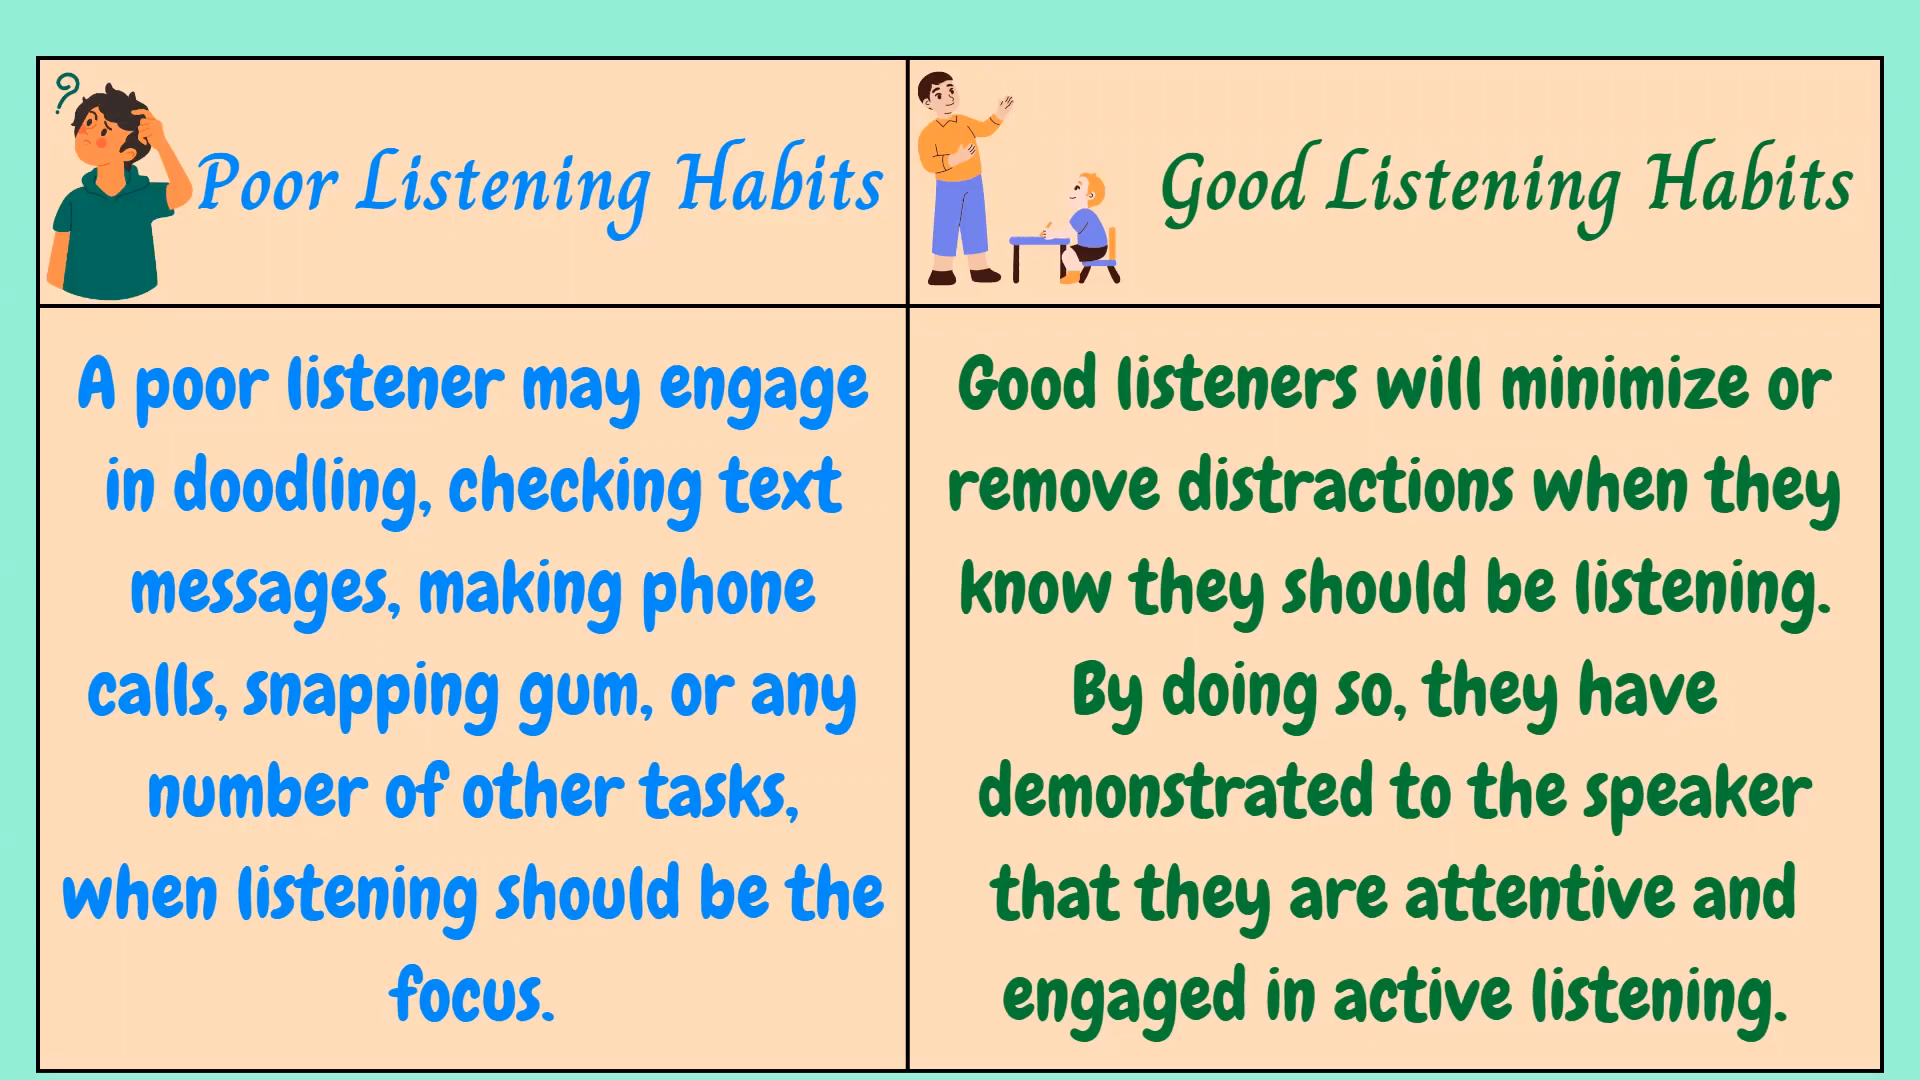 ?
Poor Listening Habits
Good Listening Habits
A poor listener may engage
in doodling, checking text
messages, making phone
calls, snapping gum, or any
number of other tasks,
when listening should be the
focus.
Good listeners will minimize or
remove distractions when they
know they should be listening.
By doing so, they have
demonstrated to the speaker
that they are attentive and
engaged in active listening.